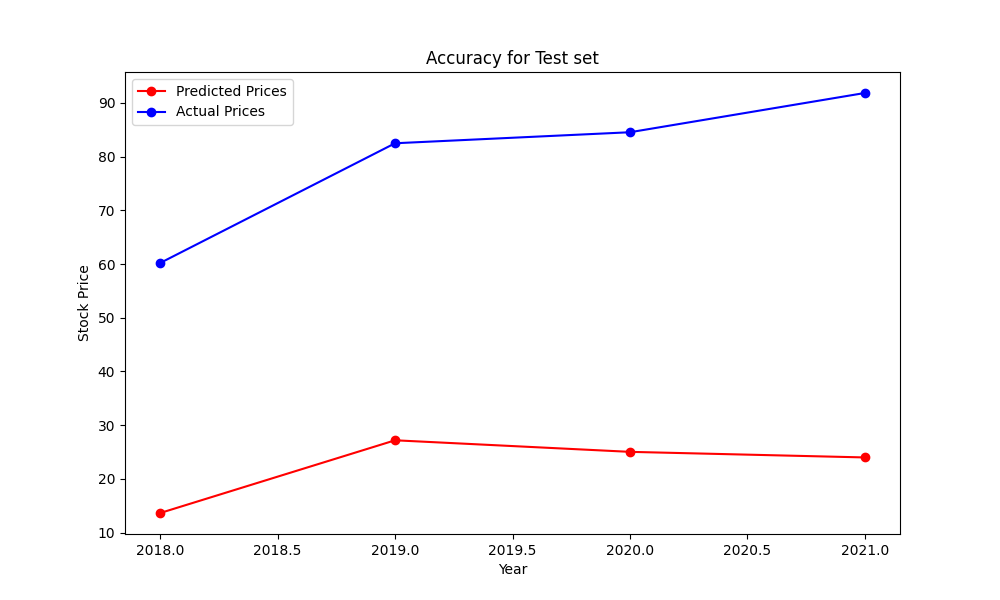 Accuracy for Test set
Predicted Prices
Actual Prices
90
80
70
60
50
40
30
20
10
Stock Price
2018.0 2018.5 2019.0 2019.5 2020.0 2020.5 2021.0
Year